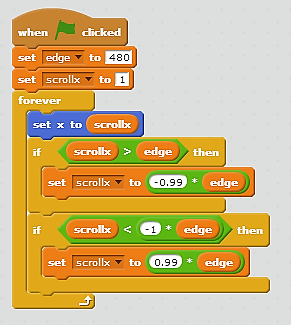 when clicked
set edge to 480
set scrollx to 1
forever
set x to scrollx
if scrollx > edge then
set scrollx to -0.99 * edge
if scrollx < -1 * edge then
set scrollx to 0.99 * edge